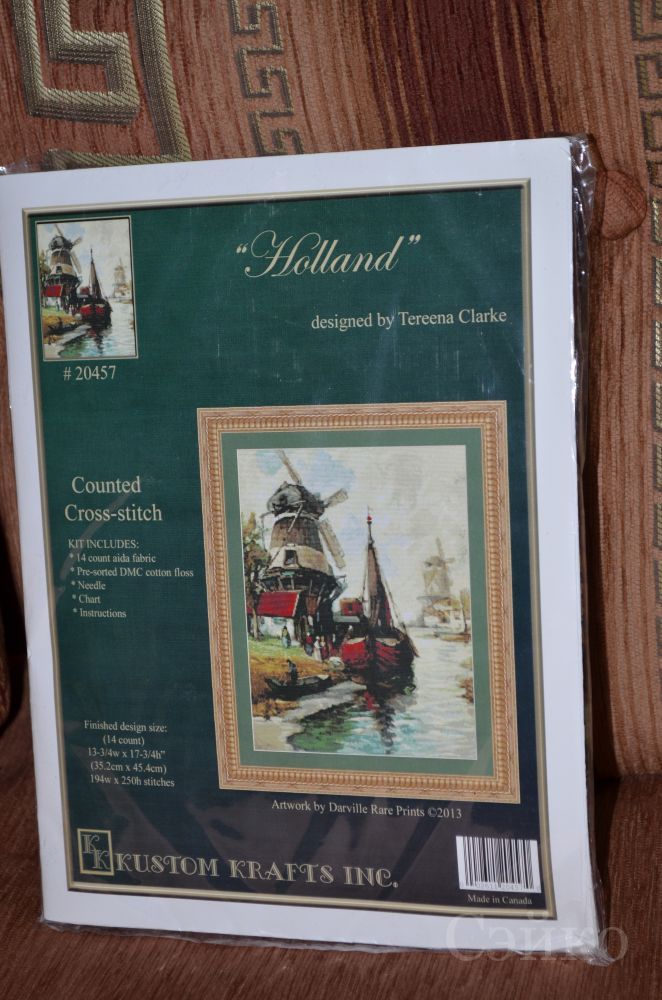 "Holland"
designed by Tereena Clarke
# 20457
Counted
Cross-stitch
KIT INCLUDES:
* 14 count aida fabric
* Pre-sorted DMC cotton floss
* Needle
* Chart
* Instructions
Finished design size:
(14 count)
13-3/4w x 17-3/4h"
(35.2cm x 45.4cm)
194w x 250h stitches
Artwork by Darville Rare Prints ©2013
KK KUSTOM KRAFTS INC.
Made in Canada
Сэйко